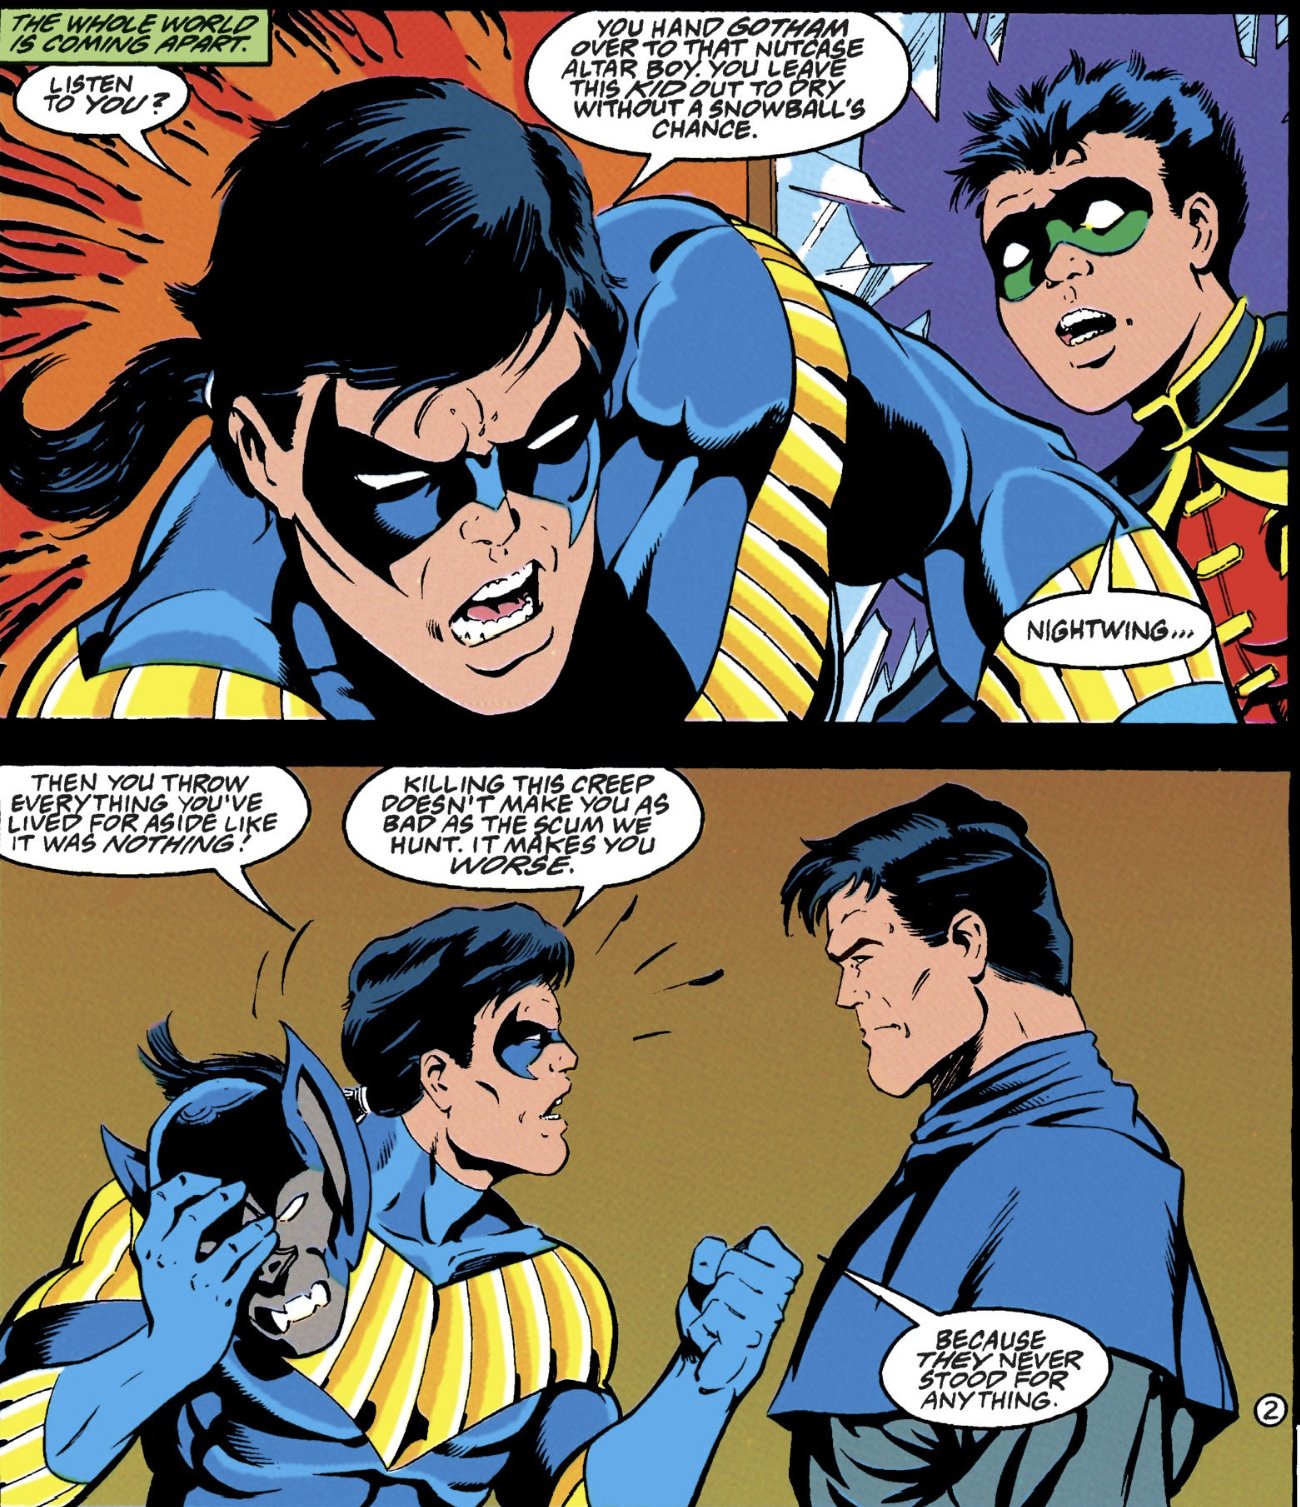 THE WHOLE WORLD
IS COMING APART.
LISTEN
TO YOU?
YOU HAND GOTHAM
OVER TO THAT NUTCASE
ALTAR BOY. YOU LEAVE
THIS KID OUT TO DRY
WITHOUT A SNOWBALL'S
CHANCE.
NIGHTWING...
THEN YOU THROW
EVERYTHING YOU'VE
LIVED FOR ASIDE LIKE
IT WAS NOTHING!
KILLING THIS CREEP
DOESN'T MAKE YOU AS
BAD AS THE SCUM WE
HUNT. IT MAKES YOU
WORSE.
BECAUSE
THEY NEVER
STOOD FOR
ANYTHING.
2